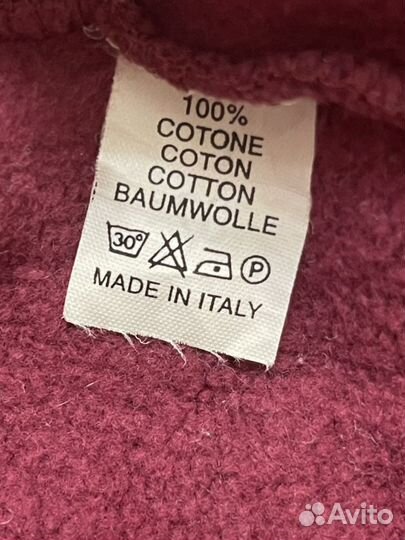 100%
COTONE
COTON
COTTON
BAUMWOLLE
30° P
MADE IN ITALY
Avito